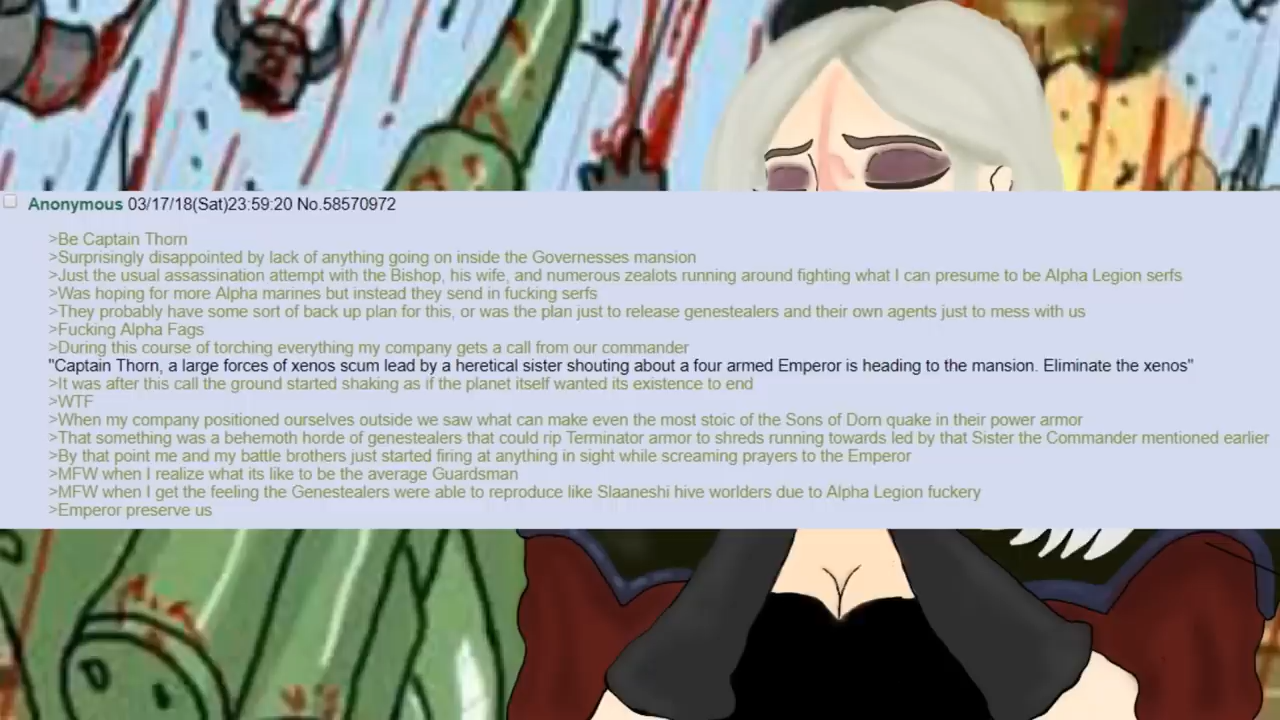 Anonymous 03/17/18(Sat)23:59:20 No.58570972
>Be Captain Thorn
>Surprisingly disappointed by lack of anything going on inside the Governesses mansion
>Just the usual assassination attempt with the Bishop, his wife, and numerous zealots running around fighting what I can presume to be Alpha Legion serfs
>Was hoping for more Alpha marines but instead they send in fucking serfs
>They probably have some sort of back up plan for this, or was the plan just to release genestealers and their own agents just to mess with us
>Fucking Alpha Fags
>During this course of torching everything my company gets a call from our commander
"Captain Thorn, a large forces of xenos scum lead by a heretical sister shouting about a four armed Emperor is heading to the mansion. Eliminate the xenos"
>It was after this call the ground started shaking as if the planet itself wanted its existence to end
>WTF
>When my company positioned ourselves outside we saw what can make even the most stoic of the Sons of Dorn quake in their power armor
>That something was a behemoth horde of genestealers that could rip Terminator armor to shreds running towards led by that Sister the Commander mentioned earlier
>By that point me and my battle brothers just started firing at anything in sight while screaming prayers to the Emperor
>MFW when I realize what its like to be the average Guardsman
>MFW when I get the feeling the Genestealers were able to reproduce like Slaaneshi hive worlders due to Alpha Legion fuckery
>Emperor preserve us